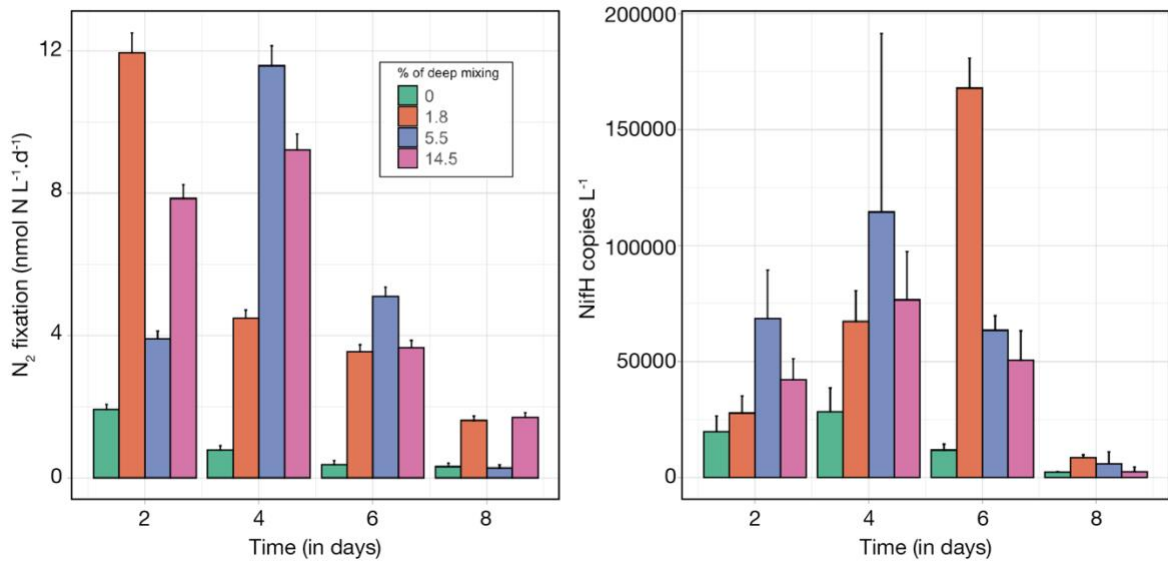 N₂ fixation (nmol N L⁻¹.d⁻¹)
12
8
4
0
% of deep mixing
0
1.8
5.5
14.5
2 4 6 8
Time (in days)
NifH copies L⁻¹
200000
150000
100000
50000
0
2 4 6 8
Time (in days)